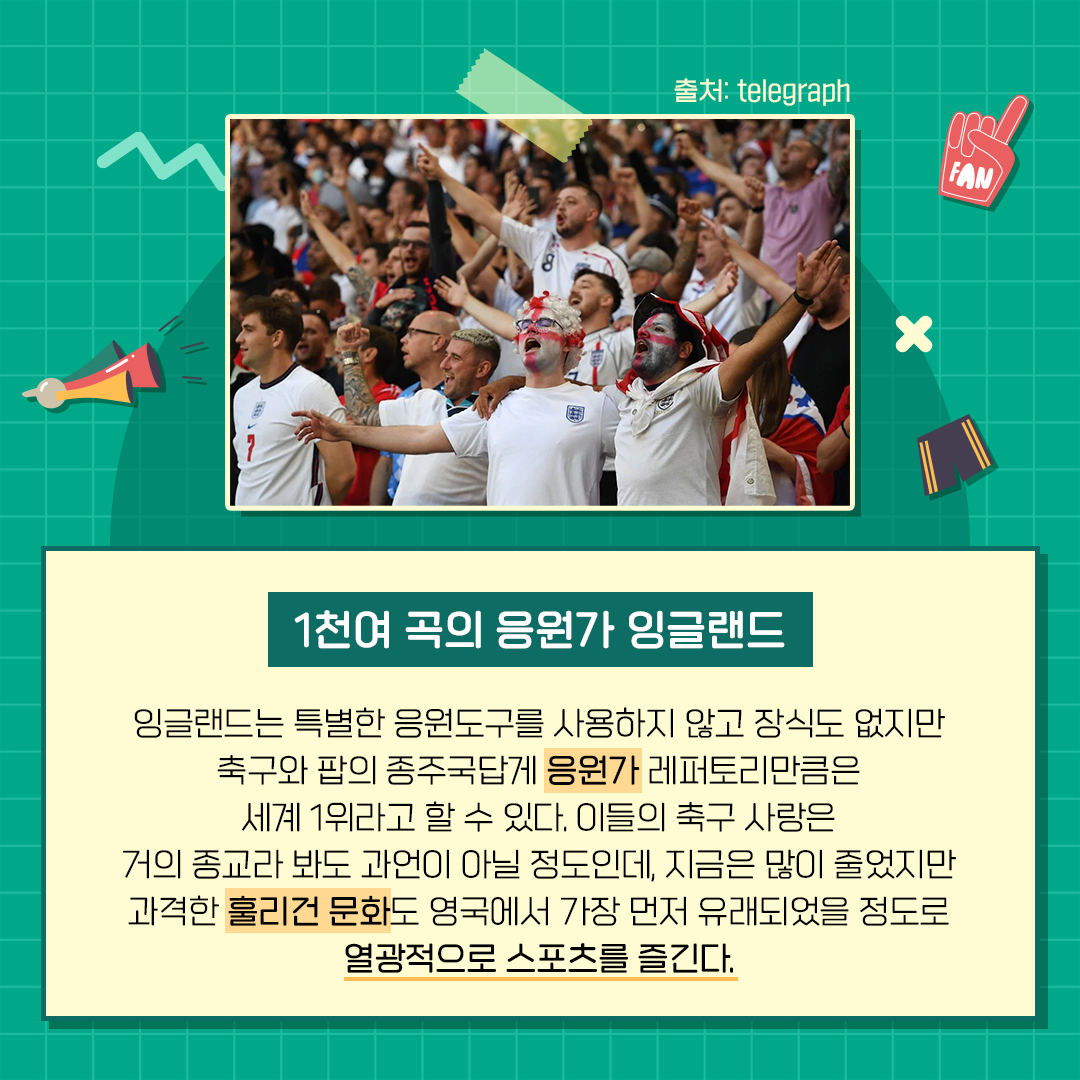 출처: telegraph
FAN
8
7
1천여 곡의 응원가 잉글랜드
잉글랜드는 특별한 응원도구를 사용하지 않고 장식도 없지만
축구와 팝의 종주국답게 응원가 레퍼토리만큼은
세계 1위라고 할 수 있다. 이들의 축구 사랑은
거의 종교라 봐도 과언이 아닐 정도인데, 지금은 많이 줄었지만
과격한 훌리건 문화도 영국에서 가장 먼저 유래되었을 정도로
열광적으로 스포츠를 즐긴다.